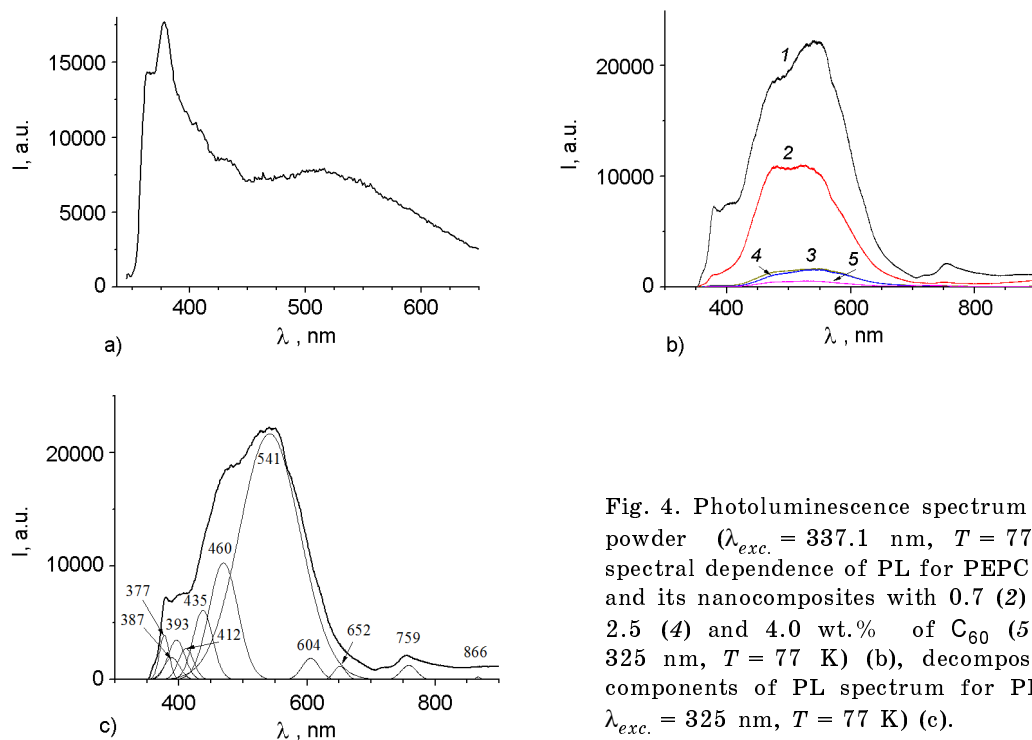 15000
10000
5000
0
I, a.u.
400
500
600
λ , nm
a)
20000
10000
0
I, a.u.
1
2
4
3
5
400
600
800
λ , nm
b)
20000
10000
0
I, a.u.
541
460
377
435
387
393
412
604
652
759
866
400
600
800
λ , nm
c)
Fig. 4. Photoluminescence spectrum
powder (λexc. = 337.1 nm, T = 77
spectral dependence of PL for PEPC
and its nanocomposites with 0.7 (2)
2.5 (4) and 4.0 wt.% of C60 (5
325 nm, T = 77 K) (b), decompos
components of PL spectrum for P
λexc. = 325 nm, T = 77 K) (c).